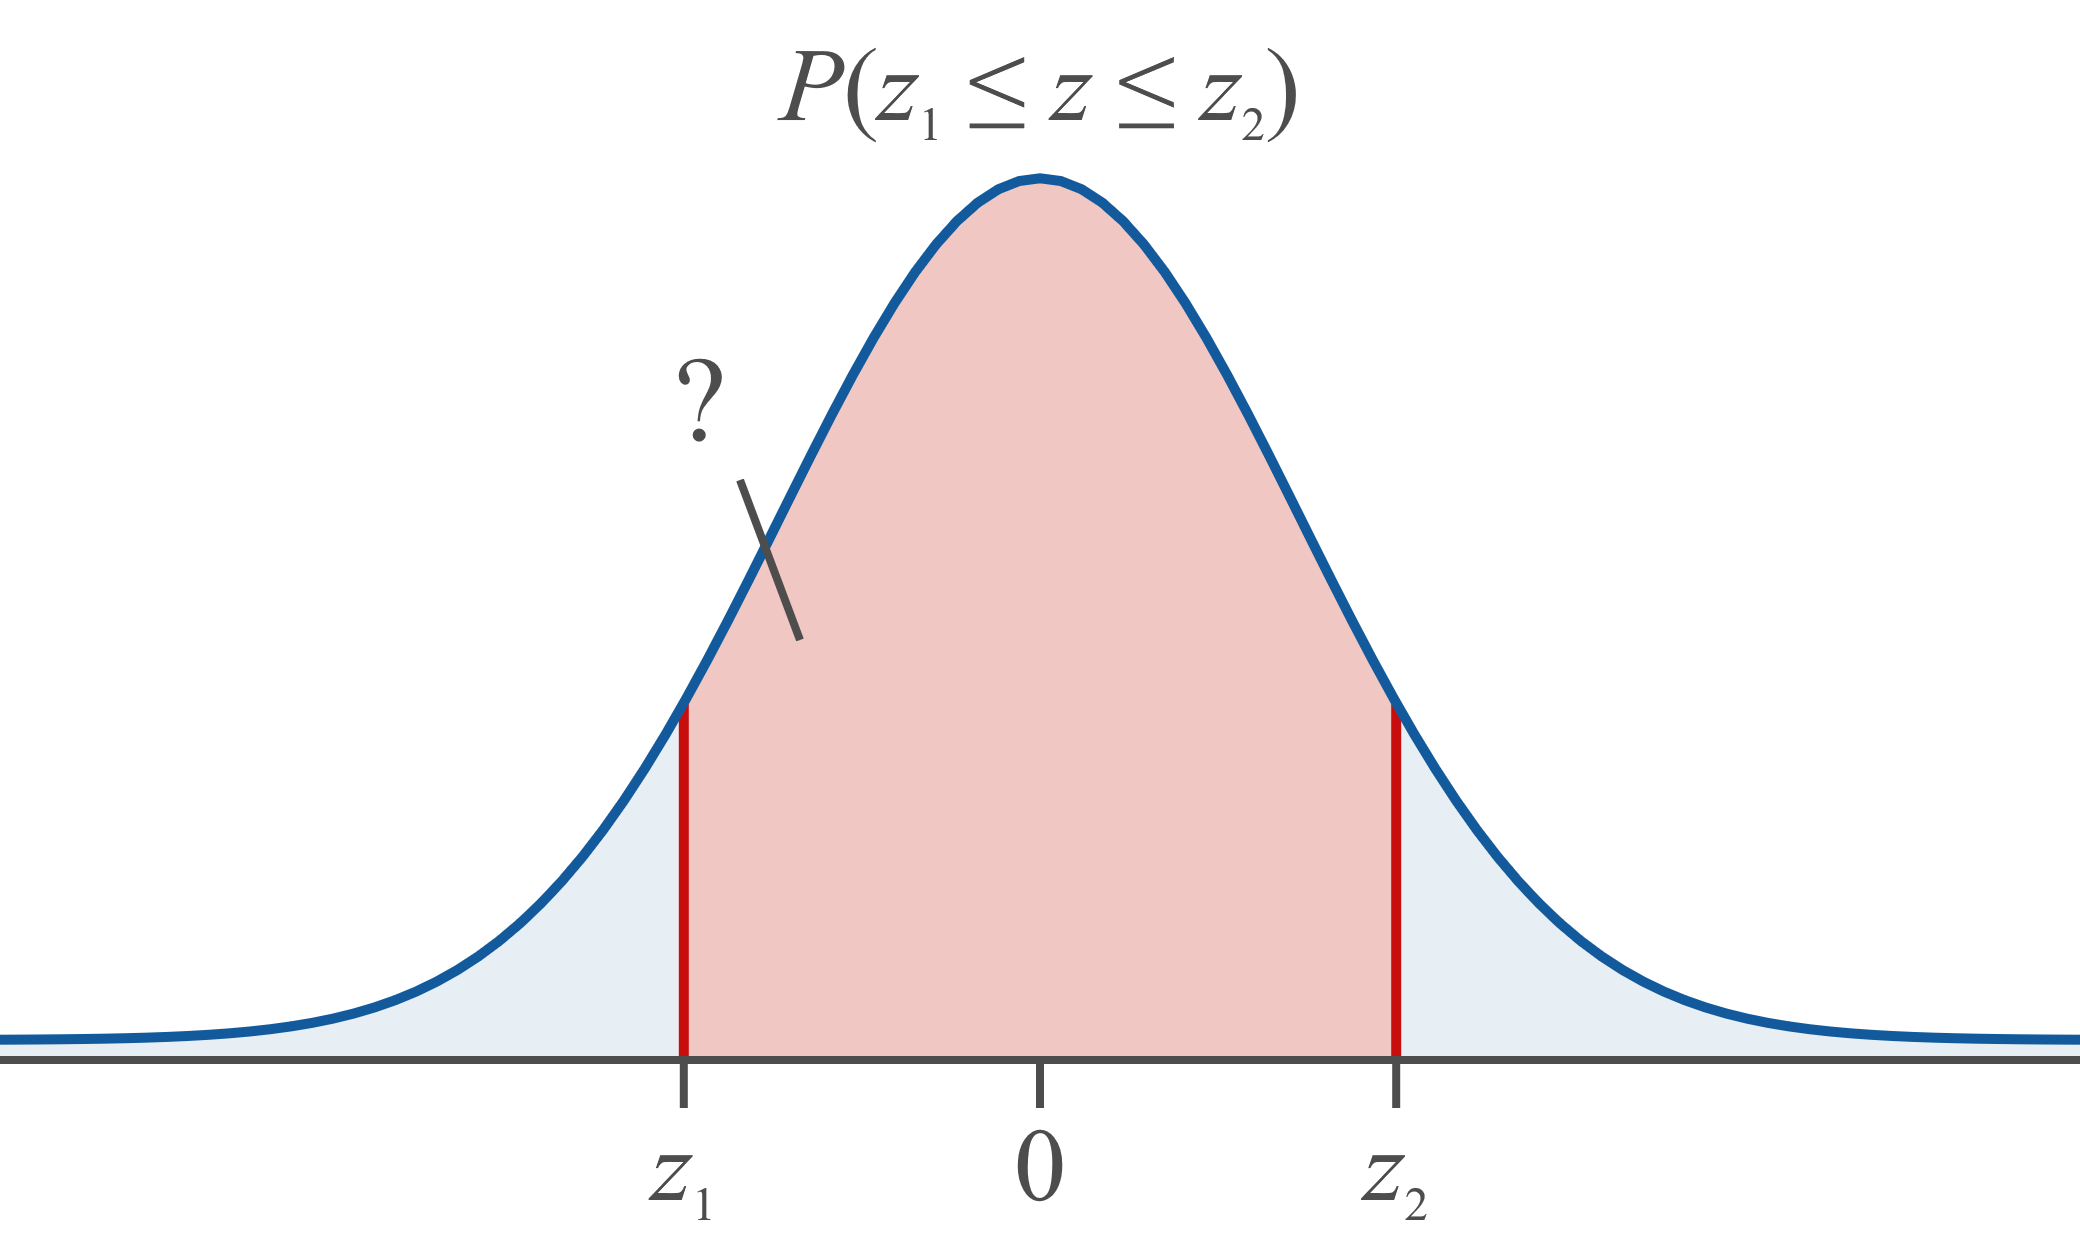 P(z₁ ≤ z ≤ z₂)
?
z₁ 0 z₂